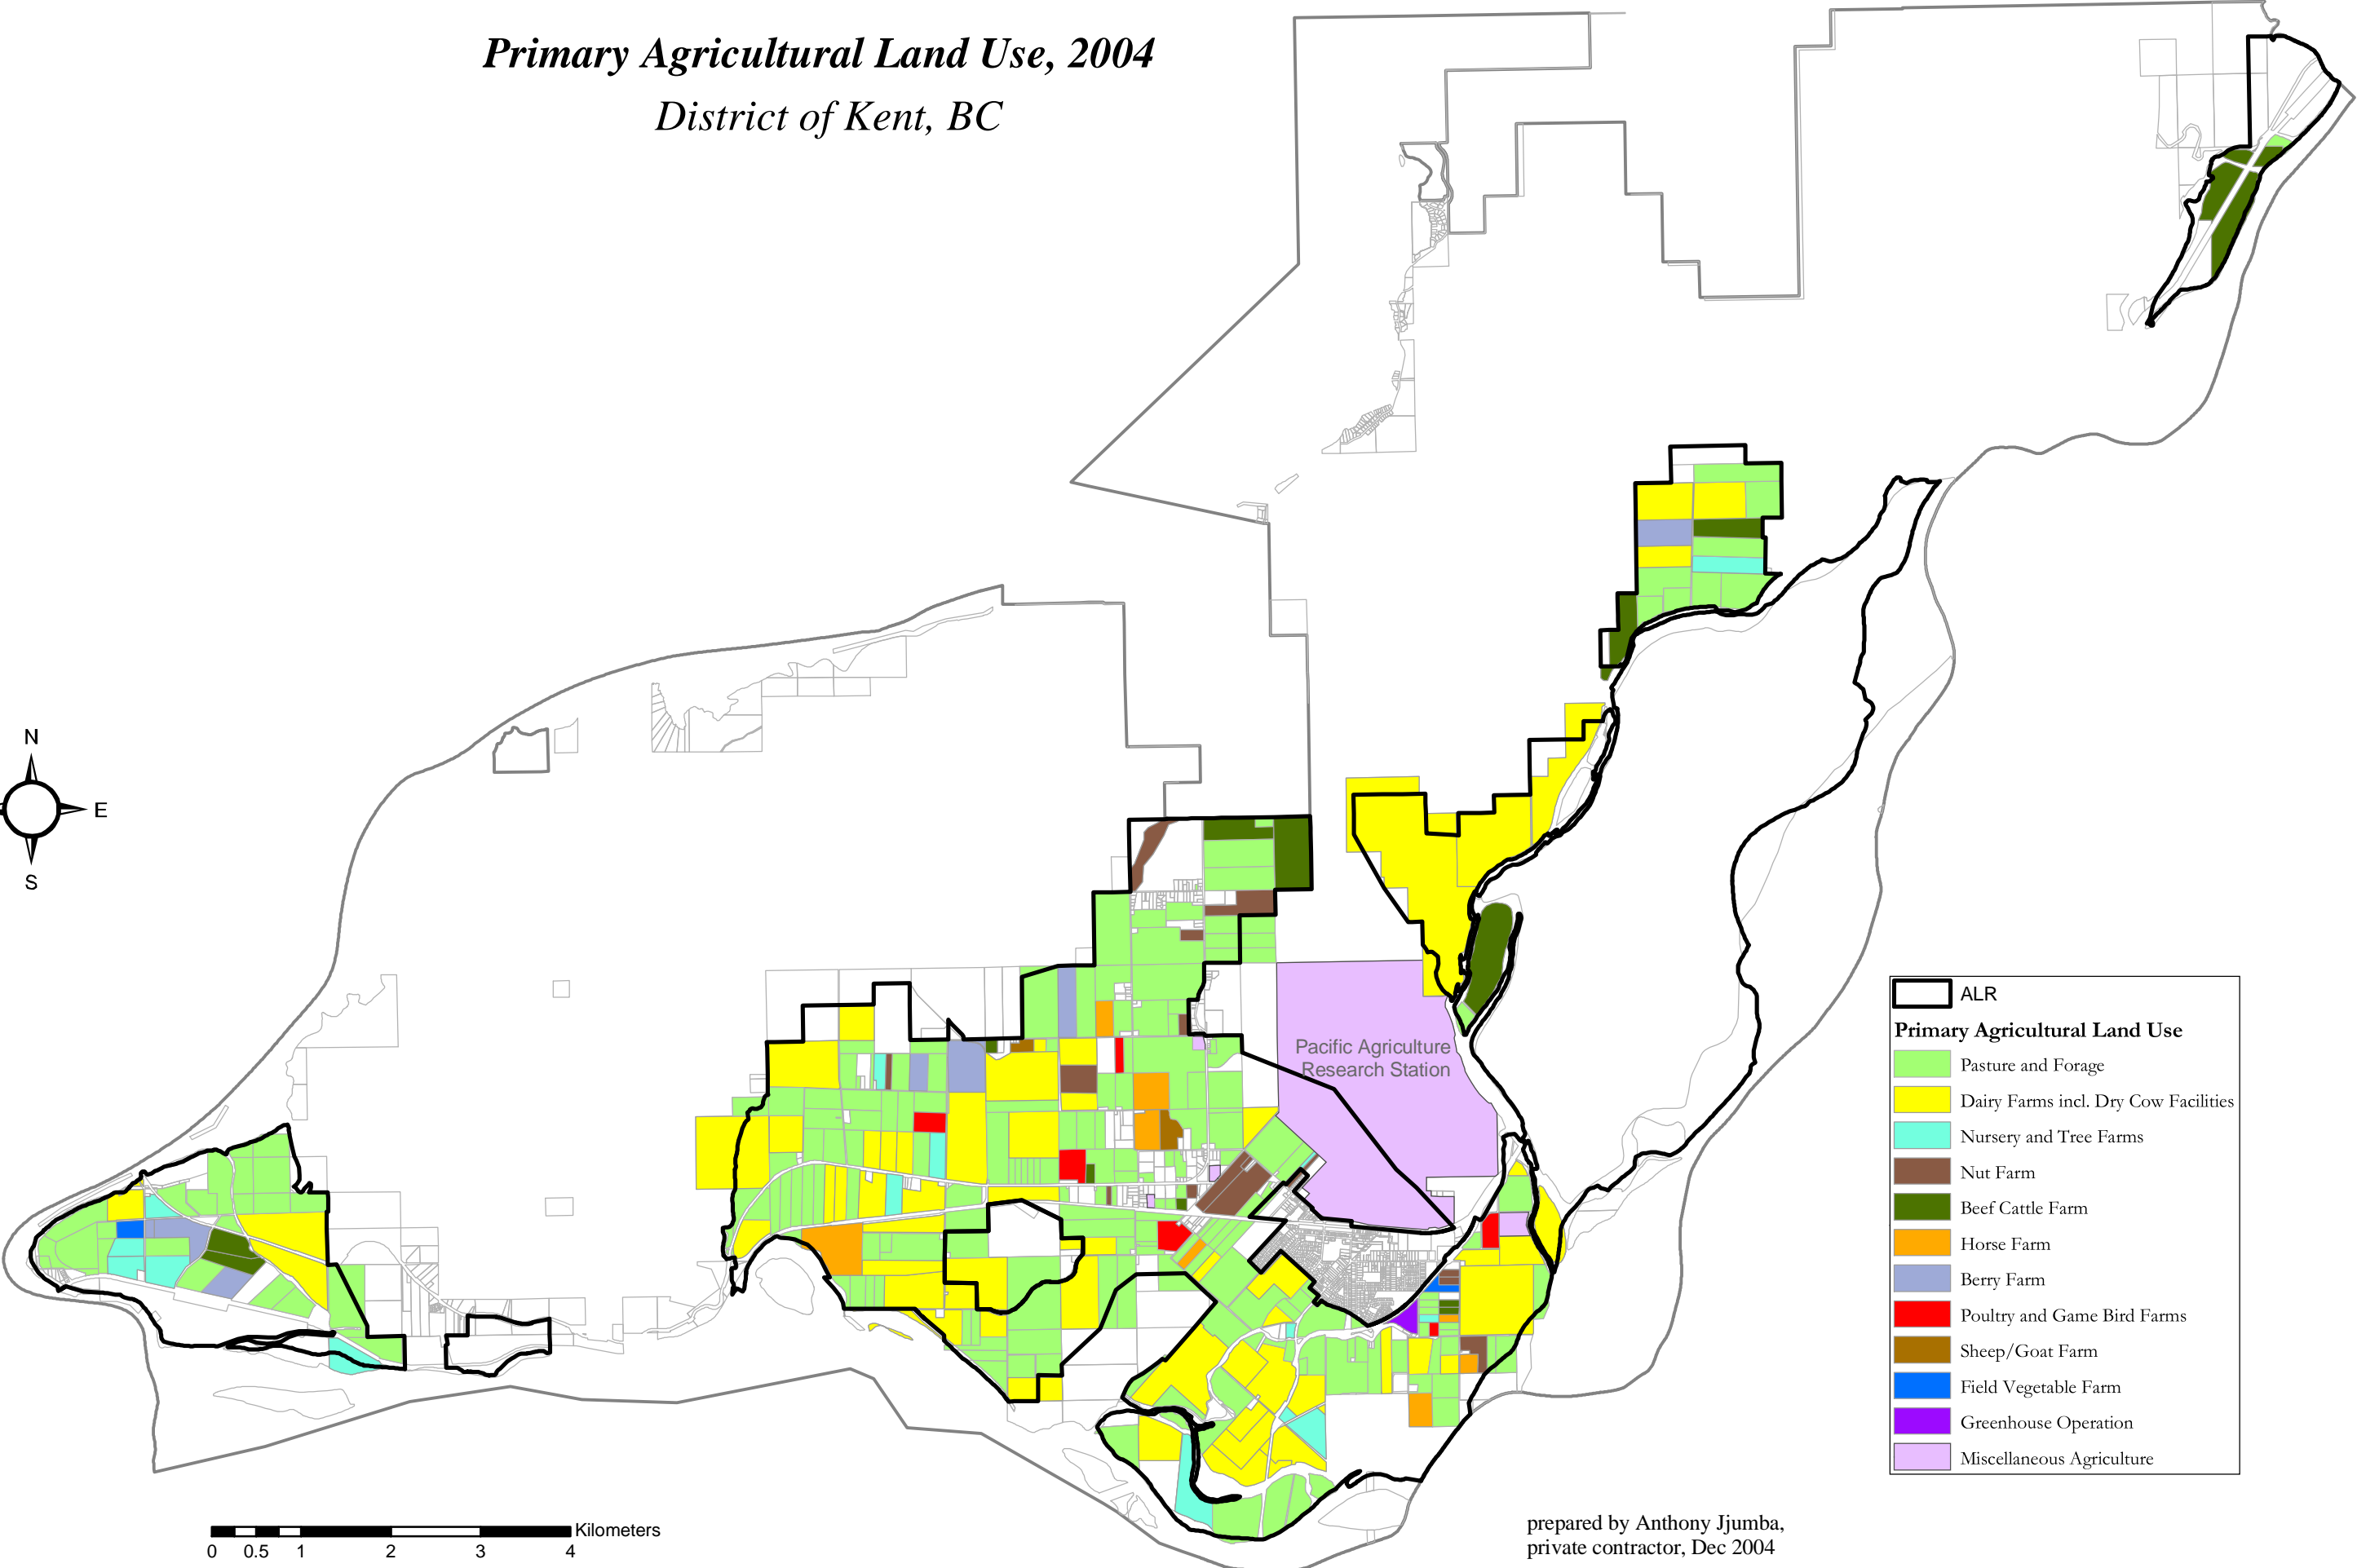 Primary Agricultural Land Use, 2004
District of Kent, BC
N
E
S
Pacific Agriculture
Research Station
ALR
Primary Agricultural Land Use
Pasture and Forage
Dairy Farms incl. Dry Cow Facilities
Nursery and Tree Farms
Nut Farm
Beef Cattle Farm
Horse Farm
Berry Farm
Poultry and Game Bird Farms
Sheep/Goat Farm
Field Vegetable Farm
Greenhouse Operation
Miscellaneous Agriculture
Kilometers
0 0.5 1 2 3 4
prepared by Anthony Jjumba,
private contractor, Dec 2004